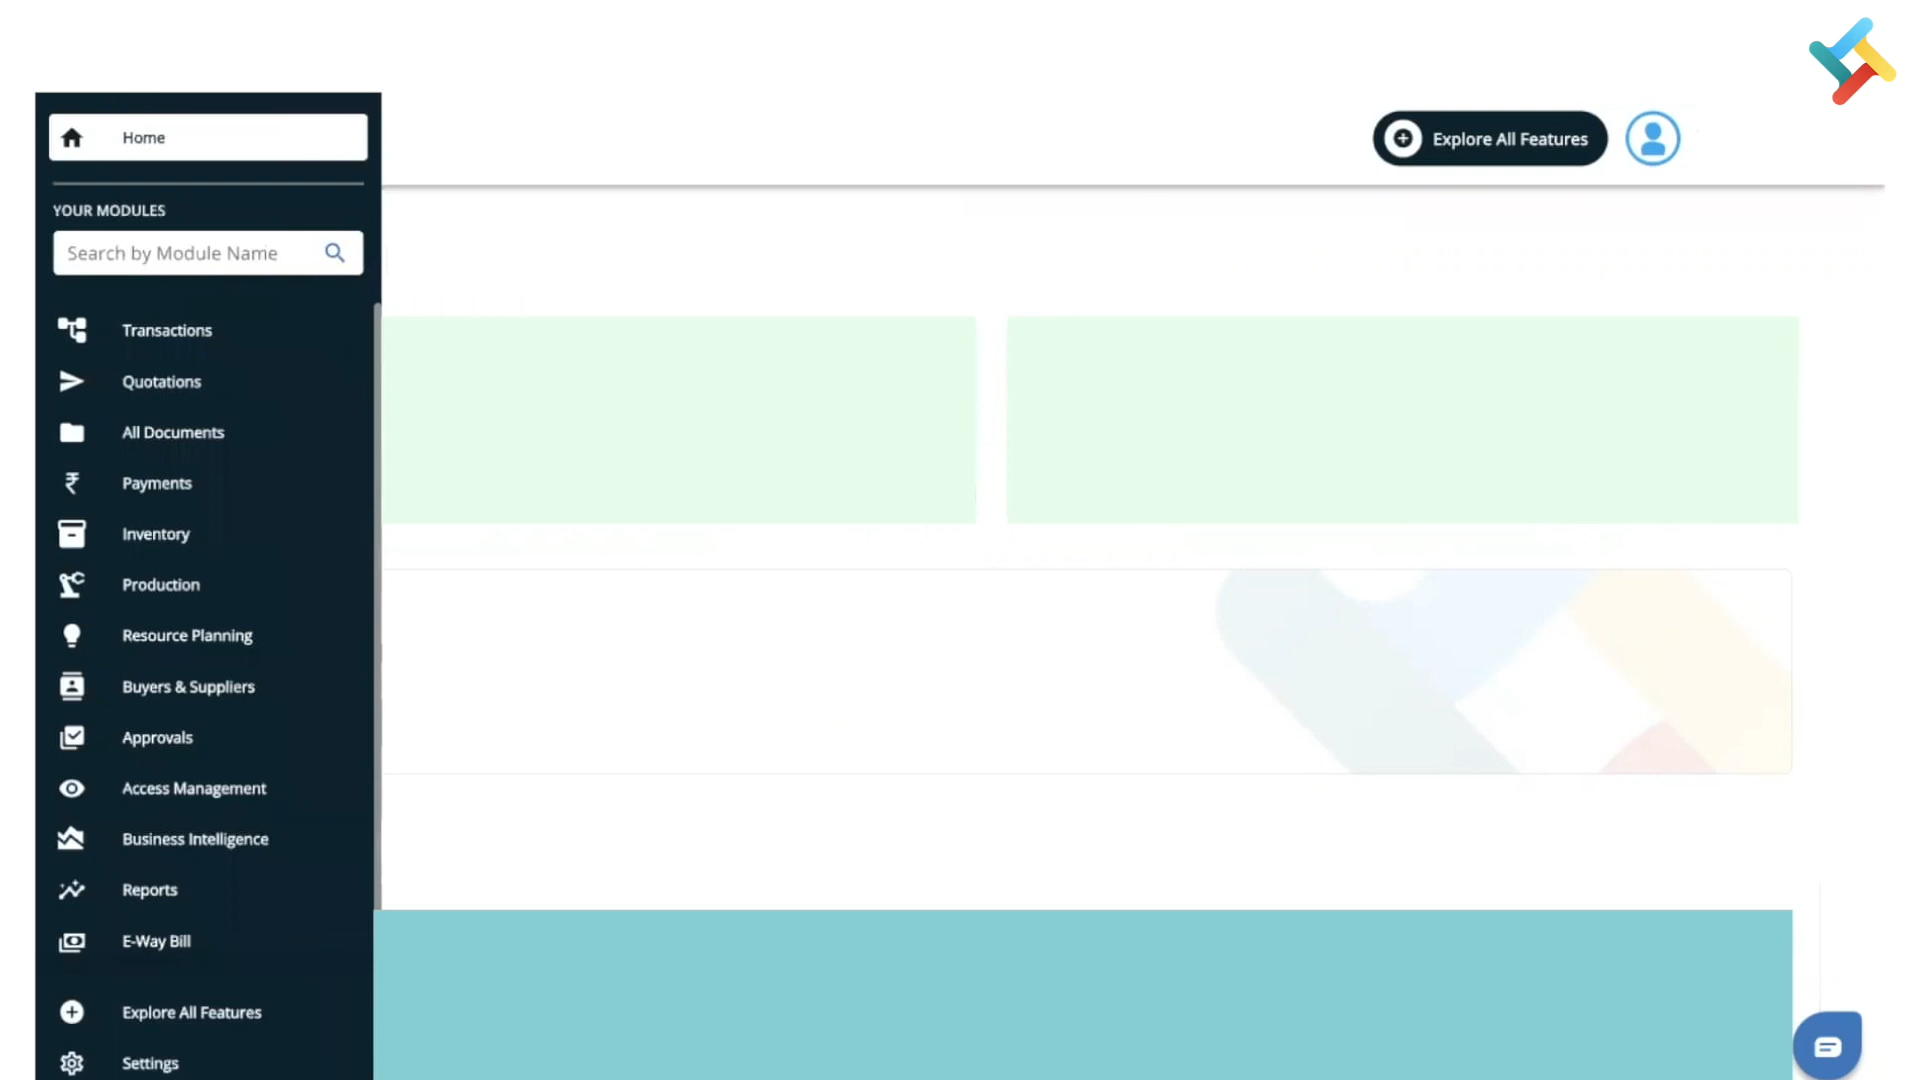 Home
Explore All Features
YOUR MODULES
Search by Module Name
Transactions
Quotations
All Documents
Payments
Inventory
Production
Resource Planning
Buyers & Suppliers
Approvals
Access Management
Business Intelligence
Reports
E-Way Bill
Explore All Features
Settings